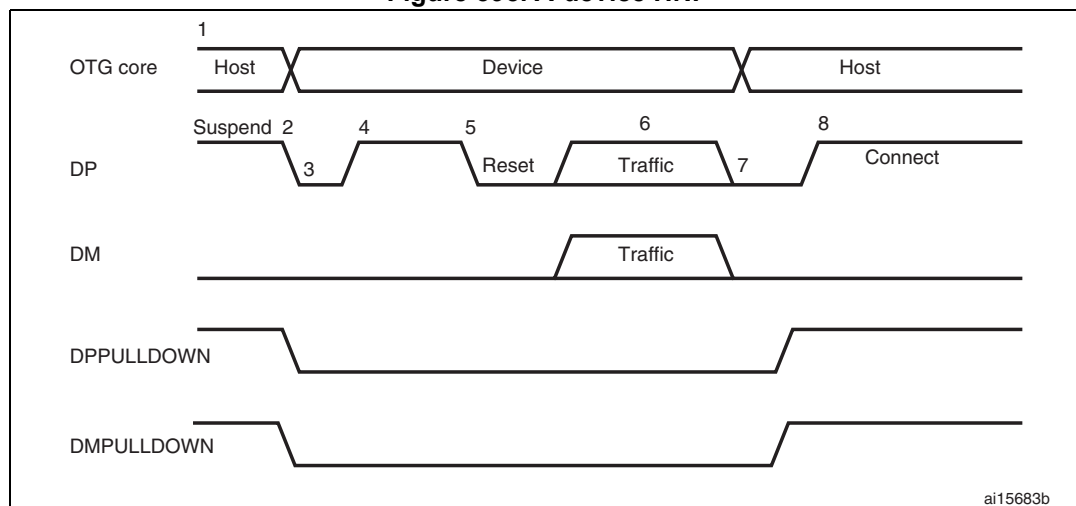 1
OTG core Host Device Host
Suspend 2 4 5 6 8
DP 3 Reset Traffic 7 Connect
DM Traffic
DPPULLDOWN
DMPULLDOWN
ai15683b